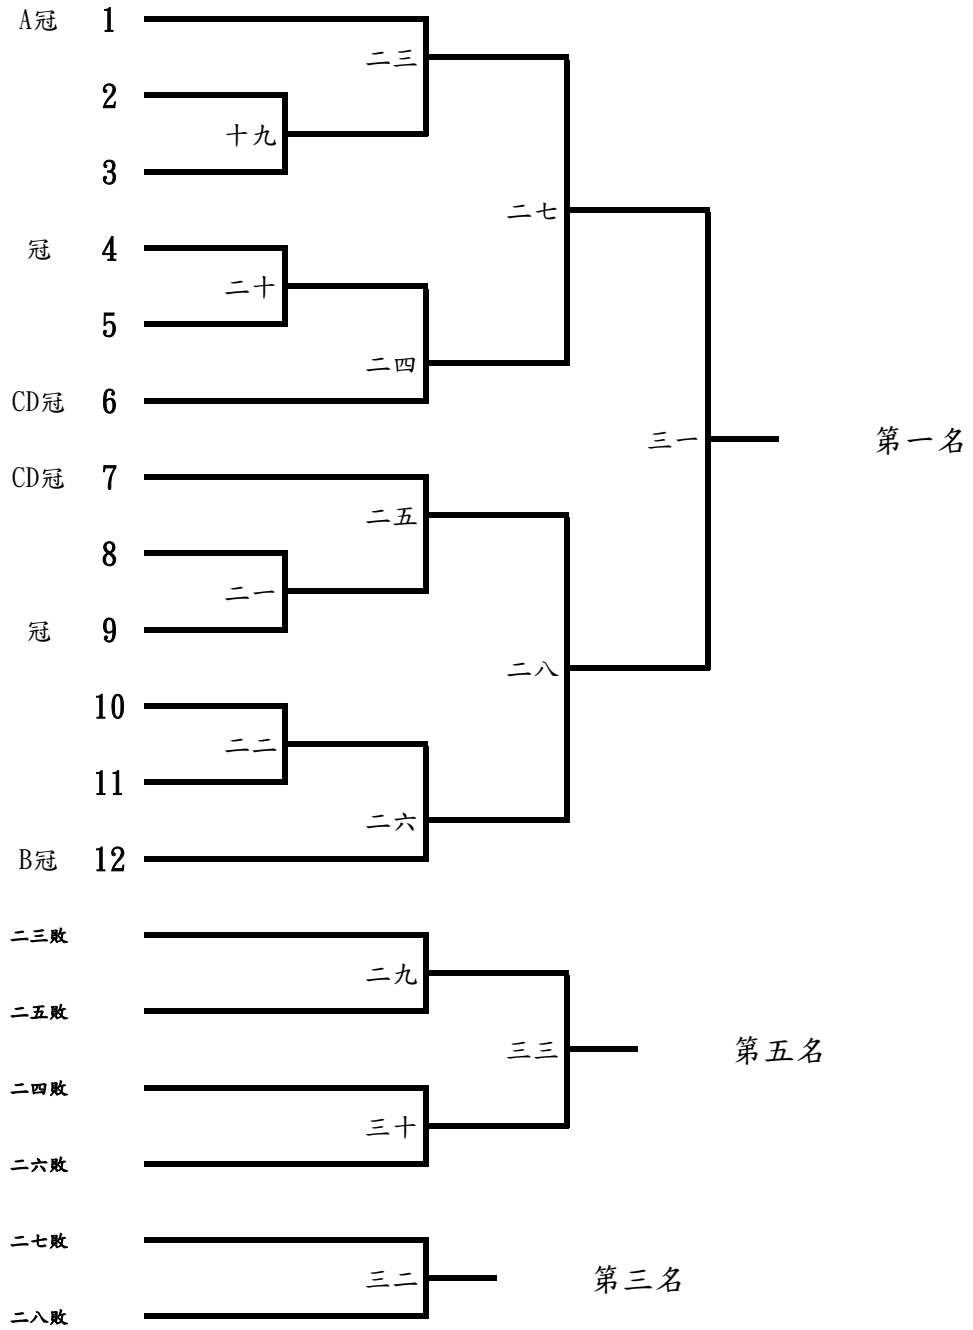 A冠 1
二三
2
十九
3
二七
冠 4
二十
5
二四
CD冠 6
三一 第一名
CD冠 7
二五
8
二一
冠 9
二八
10
二二
11
二六
B冠 12
二三敗
二九
二五敗
三三 第五名
二四敗
三十
二六敗
二七敗
三二 第三名
二八敗